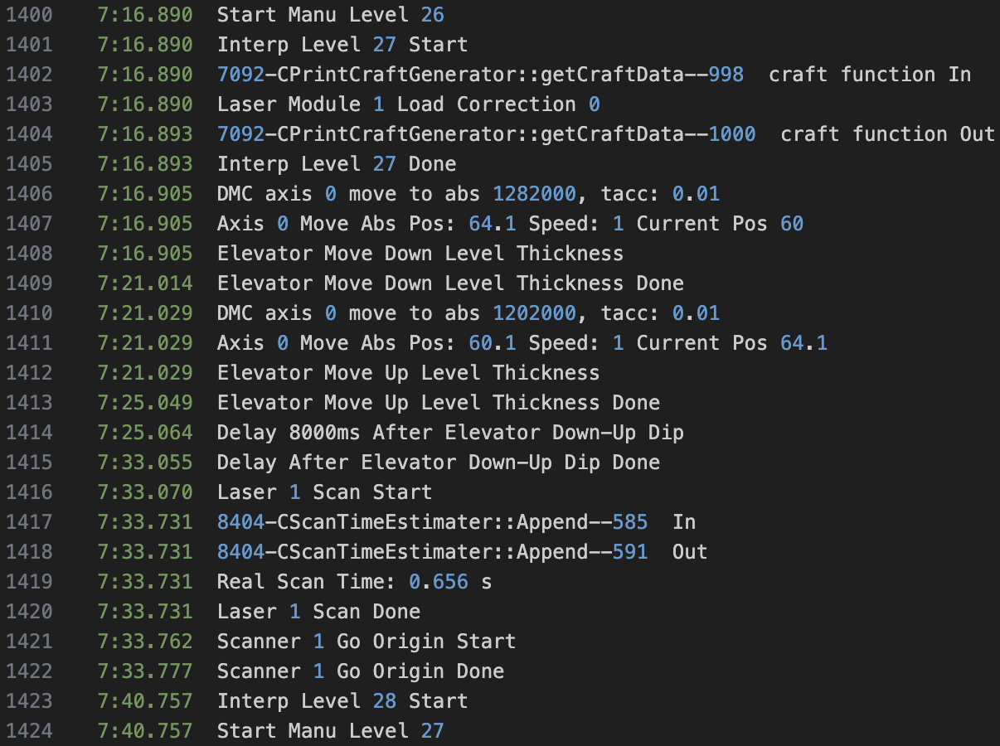 1400 7:16.890 Start Manu Level 26
1401 7:16.890 Interp Level 27 Start
1402 7:16.890 7092-CPrintCraftGenerator::getCraftData--998 craft function In
1403 7:16.890 Laser Module 1 Load Correction 0
1404 7:16.893 7092-CPrintCraftGenerator::getCraftData--1000 craft function Out
1405 7:16.893 Interp Level 27 Done
1406 7:16.905 DMC axis 0 move to abs 1282000, tacc: 0.01
1407 7:16.905 Axis 0 Move Abs Pos: 64.1 Speed: 1 Current Pos 60
1408 7:16.905 Elevator Move Down Level Thickness
1409 7:21.014 Elevator Move Down Level Thickness Done
1410 7:21.029 DMC axis 0 move to abs 1202000, tacc: 0.01
1411 7:21.029 Axis 0 Move Abs Pos: 60.1 Speed: 1 Current Pos 64.1
1412 7:21.029 Elevator Move Up Level Thickness
1413 7:25.049 Elevator Move Up Level Thickness Done
1414 7:25.064 Delay 8000ms After Elevator Down-Up Dip
1415 7:33.055 Delay After Elevator Down-Up Dip Done
1416 7:33.070 Laser 1 Scan Start
1417 7:33.731 8404-CScanTimeEstimater::Append--585 In
1418 7:33.731 8404-CScanTimeEstimater::Append--591 Out
1419 7:33.731 Real Scan Time: 0.656 s
1420 7:33.731 Laser 1 Scan Done
1421 7:33.762 Scanner 1 Go Origin Start
1422 7:33.777 Scanner 1 Go Origin Done
1423 7:40.757 Interp Level 28 Start
1424 7:40.757 Start Manu Level 27